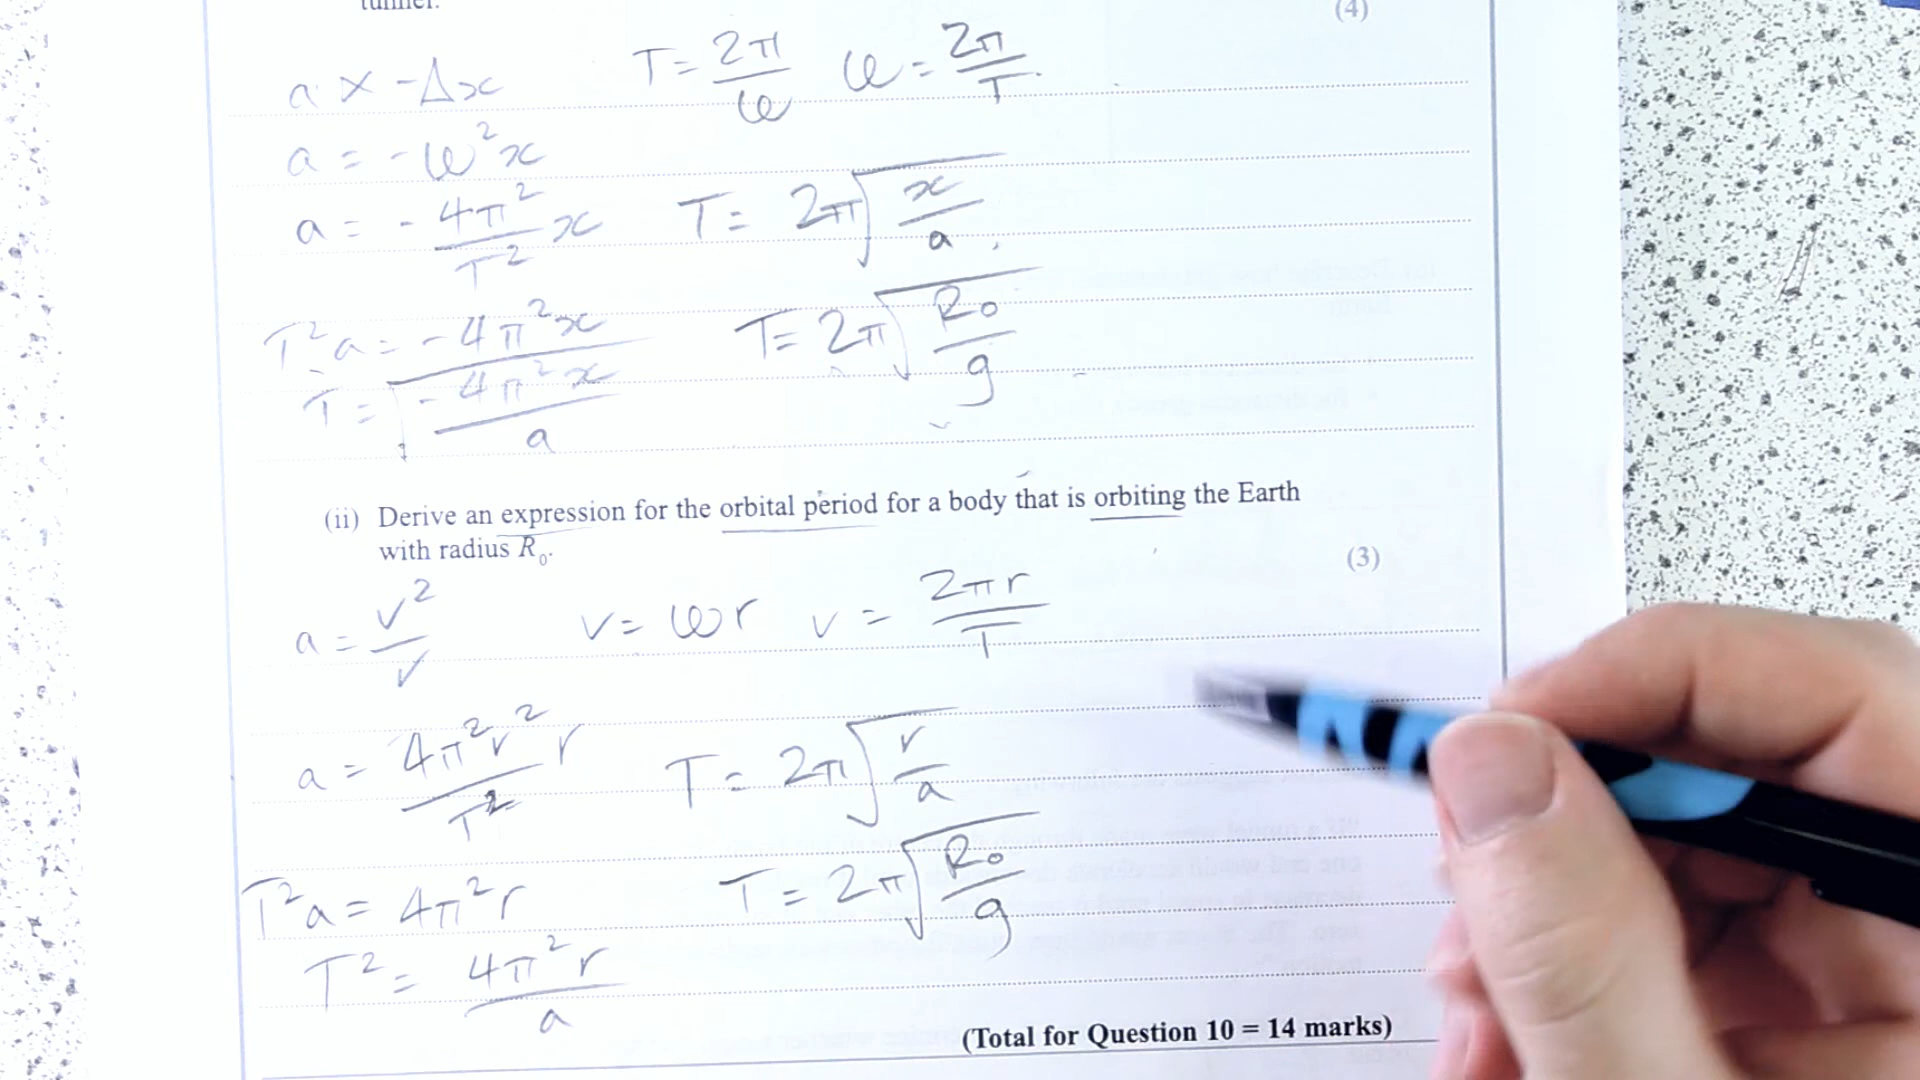 tunnel.
(4)
a ∝ -Δx    T = 2π/ω    ω = 2π/T
a = -ω²x
a = - 4π²/T² x    T = 2π√(x/a)
T²a = -4π²x    T = 2π√(R₀/g)
T = √(-4π²x/a)
(ii) Derive an expression for the orbital period for a body that is orbiting the Earth
with radius R₀.
(3)
a = v²/r    v = ωr    v = 2πr/T
a = 4π²r²/T² r    T = 2π√(r/a)
T²a = 4π²r    T = 2π√(R₀/g)
T² = 4π²r/a
(Total for Question 10 = 14 marks)